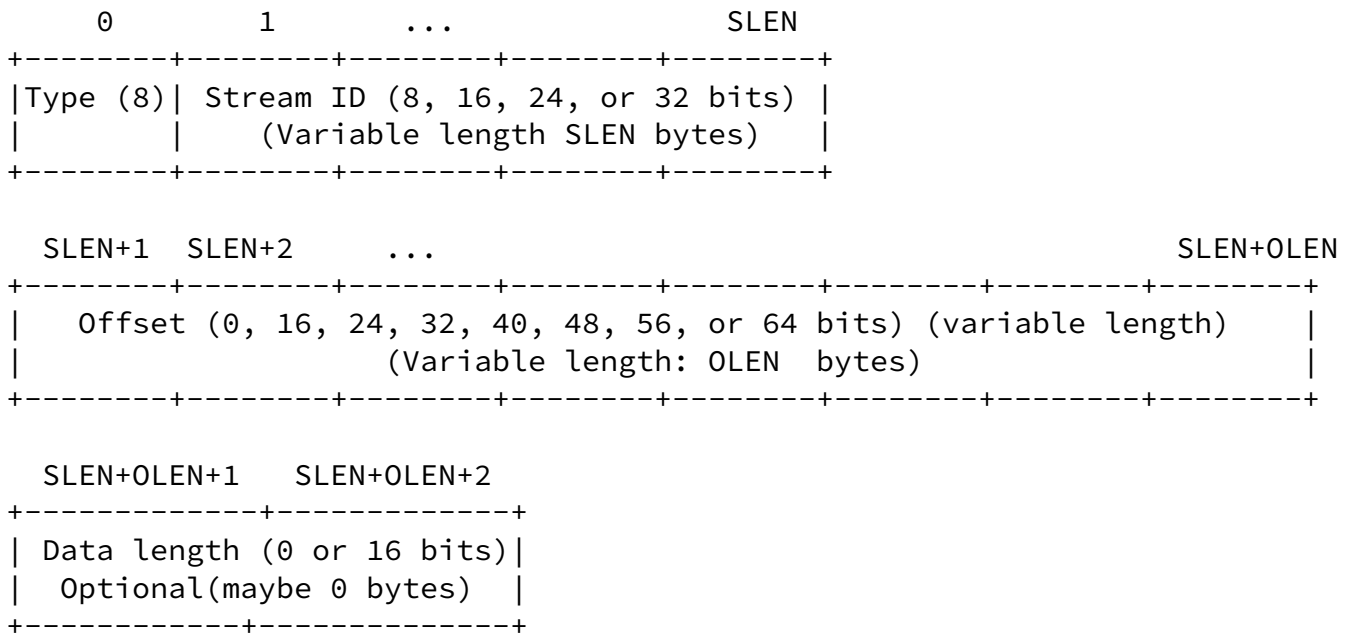 0 1 ... SLEN
+--------+--------+--------+--------+--------+
|Type (8)| Stream ID (8, 16, 24, or 32 bits) |
| | (Variable length SLEN bytes) |
+--------+--------+--------+--------+--------+
SLEN+1 SLEN+2 ... SLEN+OLEN
+--------+--------+--------+--------+--------+--------+--------+--------+
| Offset (0, 16, 24, 32, 40, 48, 56, or 64 bits) (variable length) |
| (Variable length: OLEN bytes) |
+--------+--------+--------+--------+--------+--------+--------+--------+
SLEN+OLEN+1 SLEN+OLEN+2
+-------------+-------------+
| Data length (0 or 16 bits)|
| Optional(maybe 0 bytes) |
+------------+--------------+